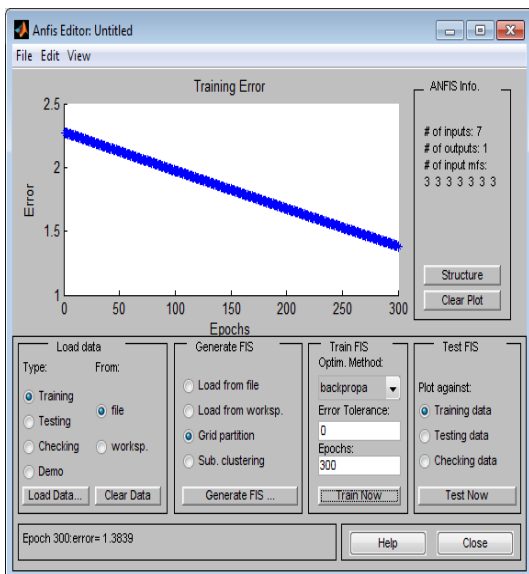 Anfis Editor: Untitled
File Edit View
Training Error
2.5
2
1.5
1
Error
0 50 100 150 200 250 300
Epochs
ANFIS Info.
# of inputs: 7
# of outputs: 1
# of input mfs:
3 3 3 3 3 3 3
Structure
Clear Plot
Load data
Type: From:
Training
file
Testing
Checking
worksp.
Demo
Load Data... Clear Data
Generate FIS
Load from file
Load from worksp.
Grid partition
Sub. clustering
Generate FIS ...
Train FIS
Optim. Method:
backpropa
Error Tolerance:
0
Epochs:
300
Train Now
Test FIS
Plot against:
Training data
Testing data
Checking data
Test Now
Epoch 300:error= 1.3839
Help
Close